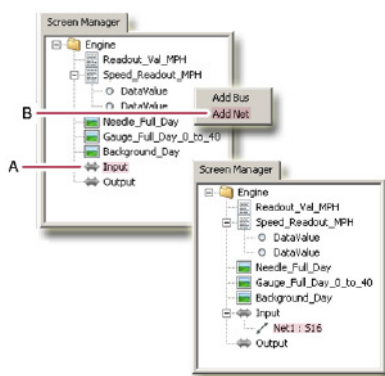 Screen Manager
Engine
Readout_Val_MPH
Speed_Readout_MPH
DataValue
DataValue
Needle_Full_Day
Gauge_Full_Day_0_to_40
Background_Day
Input
Output
B
Add Bus
Add Net
A
Screen Manager
Engine
Readout_Val_MPH
Speed_Readout_MPH
DataValue
DataValue
Needle_Full_Day
Gauge_Full_Day_0_to_40
Background_Day
Input
Net1 : S16
Output